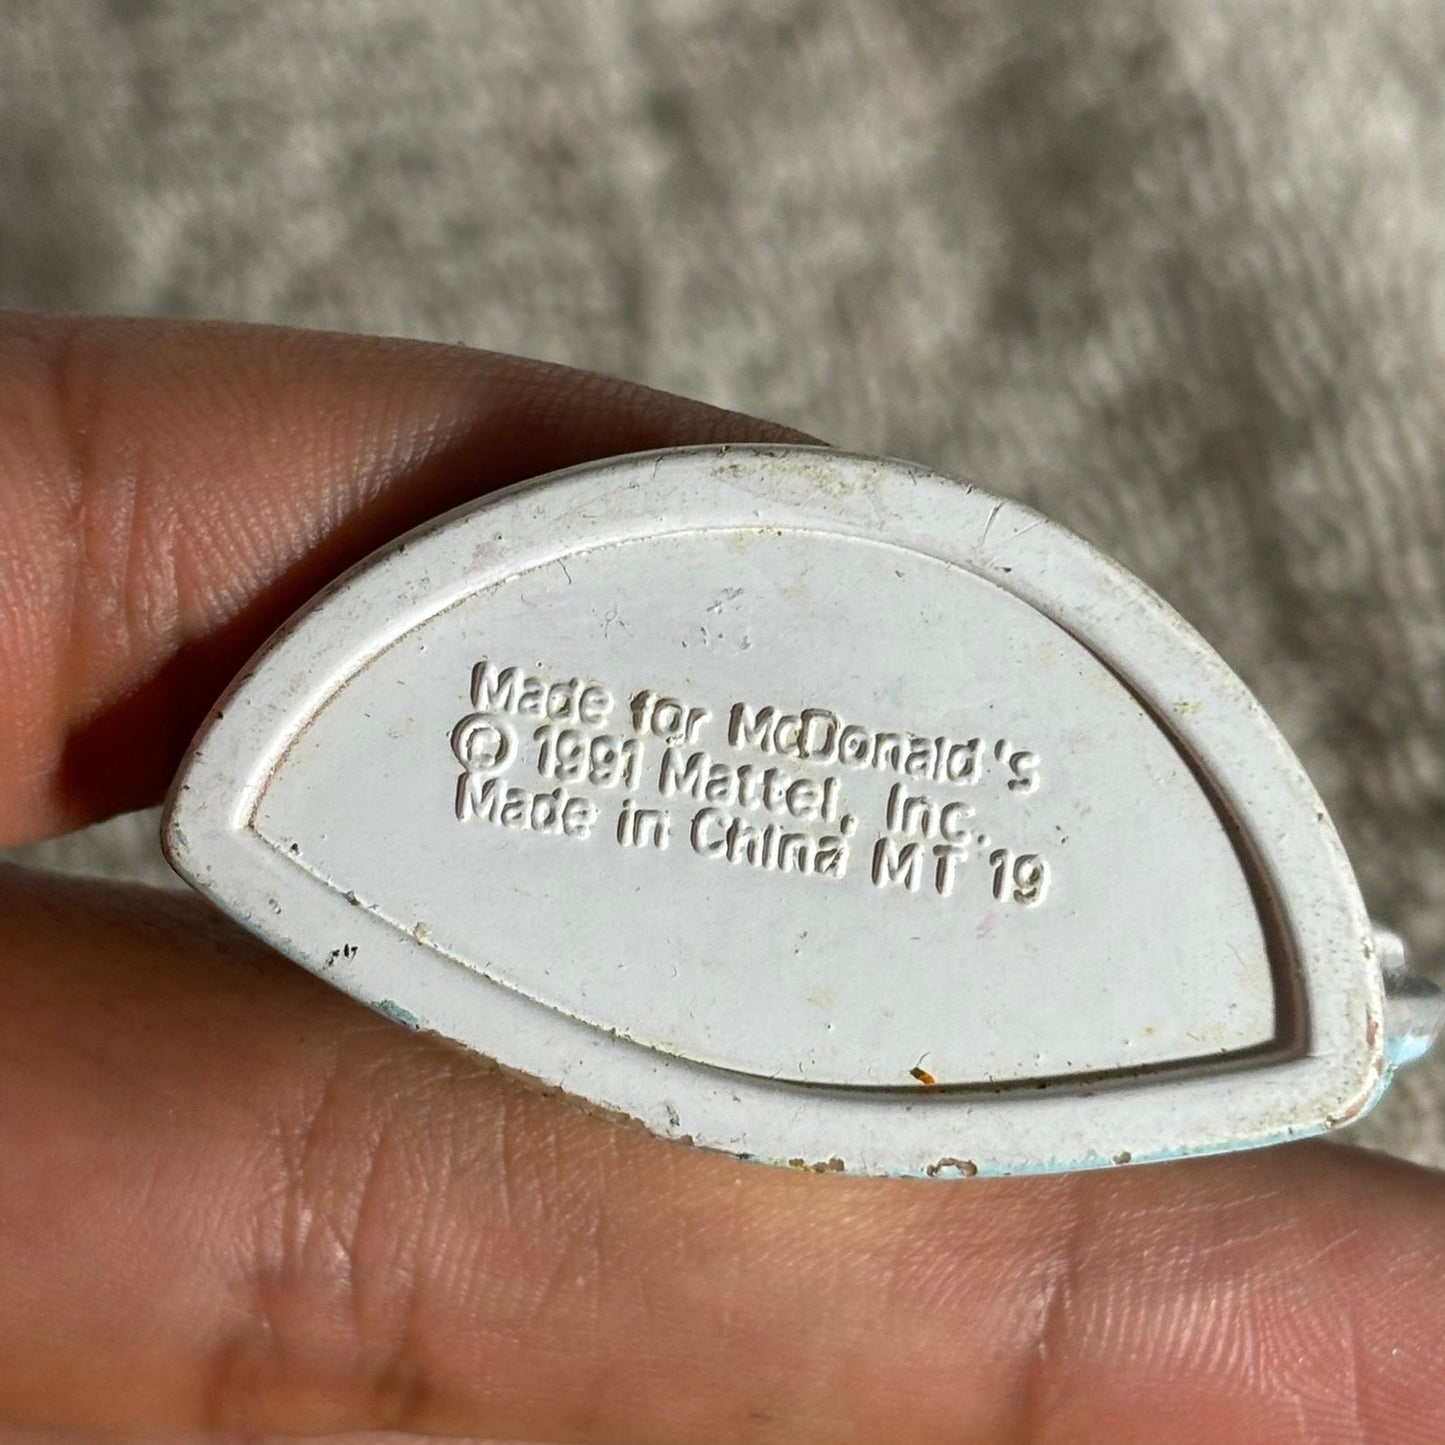 Made for McDonald's
© 1991 Mattel, Inc.
Made in China MT 19